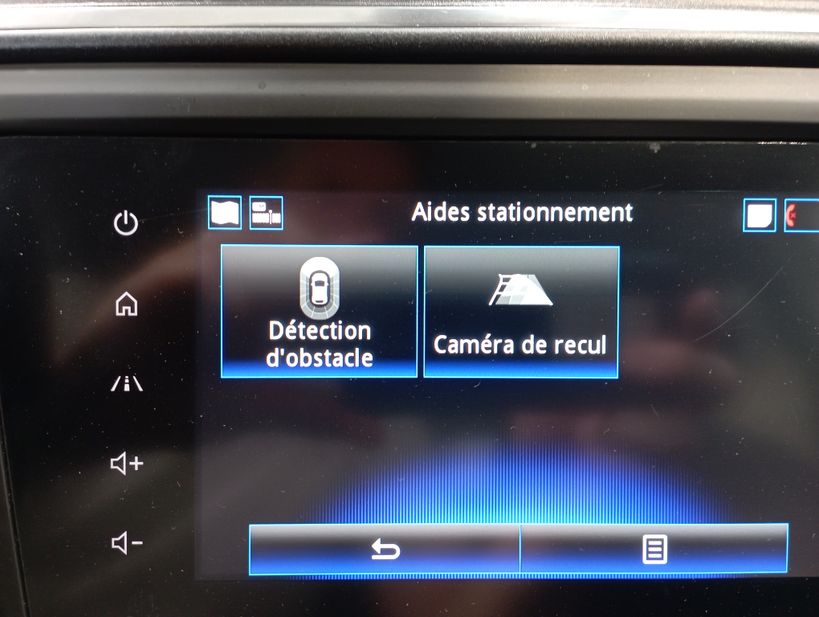 Aides stationnement
Détection
d'obstacle
Caméra de recul